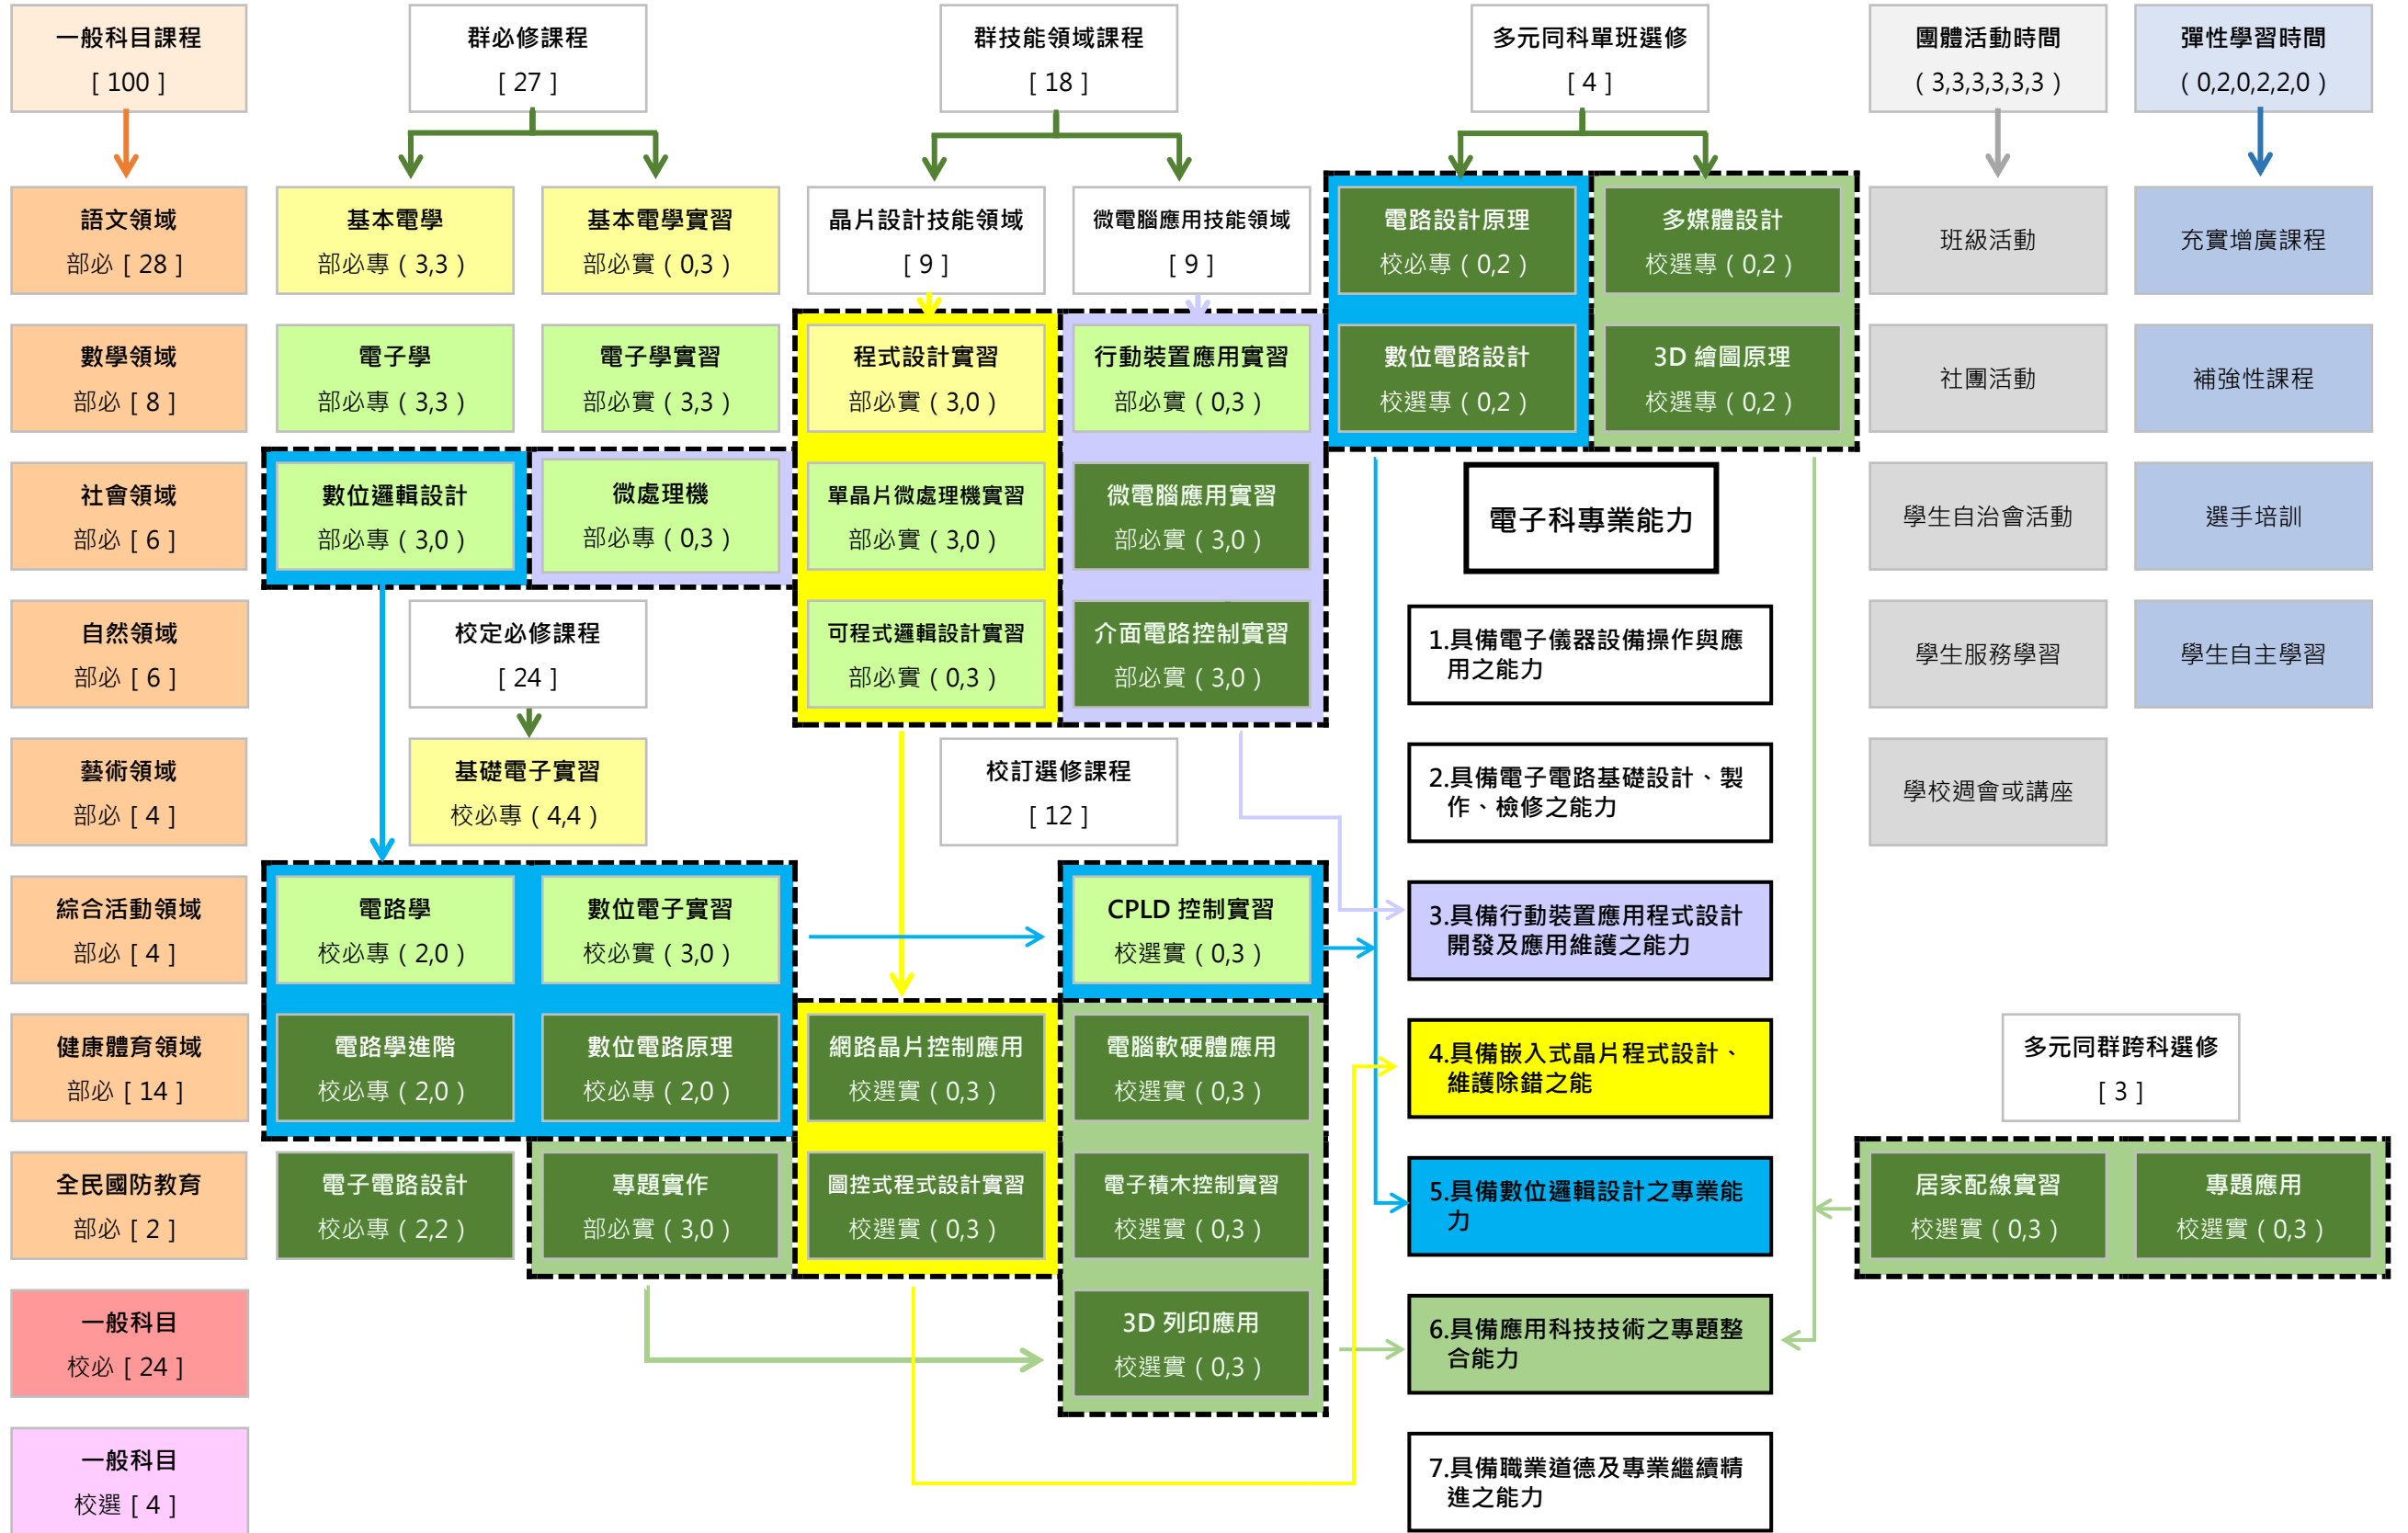 一般科目課程
[ 100 ]
群必修課程
[ 27 ]
群技能領域課程
[ 18 ]
多元同科單班選修
[ 4 ]
團體活動時間
( 3,3,3,3,3,3 )
彈性學習時間
( 0,2,0,2,2,0 )
語文領域
部必 [ 28 ]
基本電學
部必專 ( 3,3 )
基本電學實習
部必實 ( 0,3 )
晶片設計技能領域
[ 9 ]
微電腦應用技能領域
[ 9 ]
電路設計原理
校必專 ( 0,2 )
多媒體設計
校選專 ( 0,2 )
班級活動
充實增廣課程
數學領域
部必 [ 8 ]
電子學
部必專 ( 3,3 )
電子學實習
部必實 ( 3,3 )
程式設計實習
部必實 ( 3,0 )
行動裝置應用實習
部必實 ( 0,3 )
數位電路設計
校選專 ( 0,2 )
3D 繪圖原理
校選專 ( 0,2 )
社團活動
補強性課程
社會領域
部必 [ 6 ]
數位邏輯設計
部必專 ( 3,0 )
微處理機
部必專 ( 0,3 )
單晶片微處理機實習
部必實 ( 3,0 )
微電腦應用實習
部必實 ( 3,0 )
電子科專業能力
學生自治會活動
選手培訓
自然領域
部必 [ 6 ]
校定必修課程
[ 24 ]
可程式邏輯設計實習
部必實 ( 0,3 )
介面電路控制實習
部必實 ( 3,0 )
1.具備電子儀器設備操作與應
用之能力
學生服務學習
學生自主學習
藝術領域
部必 [ 4 ]
基礎電子實習
校必專 ( 4,4 )
校訂選修課程
[ 12 ]
2.具備電子電路基礎設計、製
作、檢修之能力
學校週會或講座
綜合活動領域
部必 [ 4 ]
電路學
校必專 ( 2,0 )
數位電子實習
校必實 ( 3,0 )
CPLD 控制實習
校選實 ( 0,3 )
3.具備行動裝置應用程式設計
開發及應用維護之能力
健康體育領域
部必 [ 14 ]
電路學進階
校必專 ( 2,0 )
數位電路原理
校必專 ( 2,0 )
網路晶片控制應用
校選實 ( 0,3 )
電腦軟硬體應用
校選實 ( 0,3 )
4.具備嵌入式晶片程式設計、
維護除錯之能
多元同群跨科選修
[ 3 ]
全民國防教育
部必 [ 2 ]
電子電路設計
校必專 ( 2,2 )
專題實作
部必實 ( 3,0 )
圖控式程式設計實習
校選實 ( 0,3 )
電子積木控制實習
校選實 ( 0,3 )
5.具備數位邏輯設計之專業能
力
居家配線實習
校選實 ( 0,3 )
專題應用
校選實 ( 0,3 )
一般科目
校必 [ 24 ]
3D 列印應用
校選實 ( 0,3 )
6.具備應用科技技術之專題整
合能力
一般科目
校選 [ 4 ]
7.具備職業道德及專業繼續精
進之能力